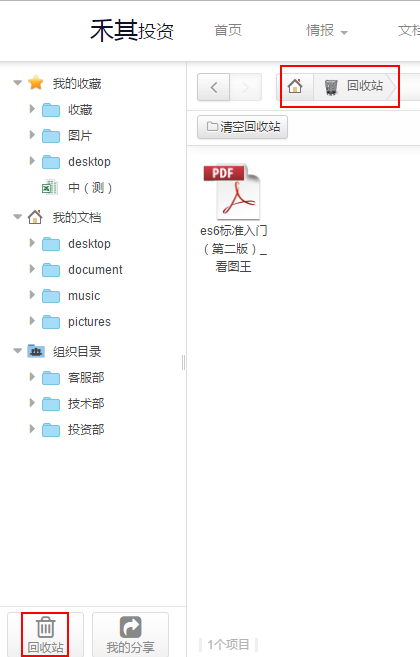 禾其投资 首页 情报 文档
我的收藏
收藏
图片
desktop
中（测）
我的文档
desktop
document
music
pictures
组织目录
客服部
技术部
投资部
回收站 我的分享
回收站
清空回收站
PDF
es6标准入门
（第二版）_
看图王
1个项目